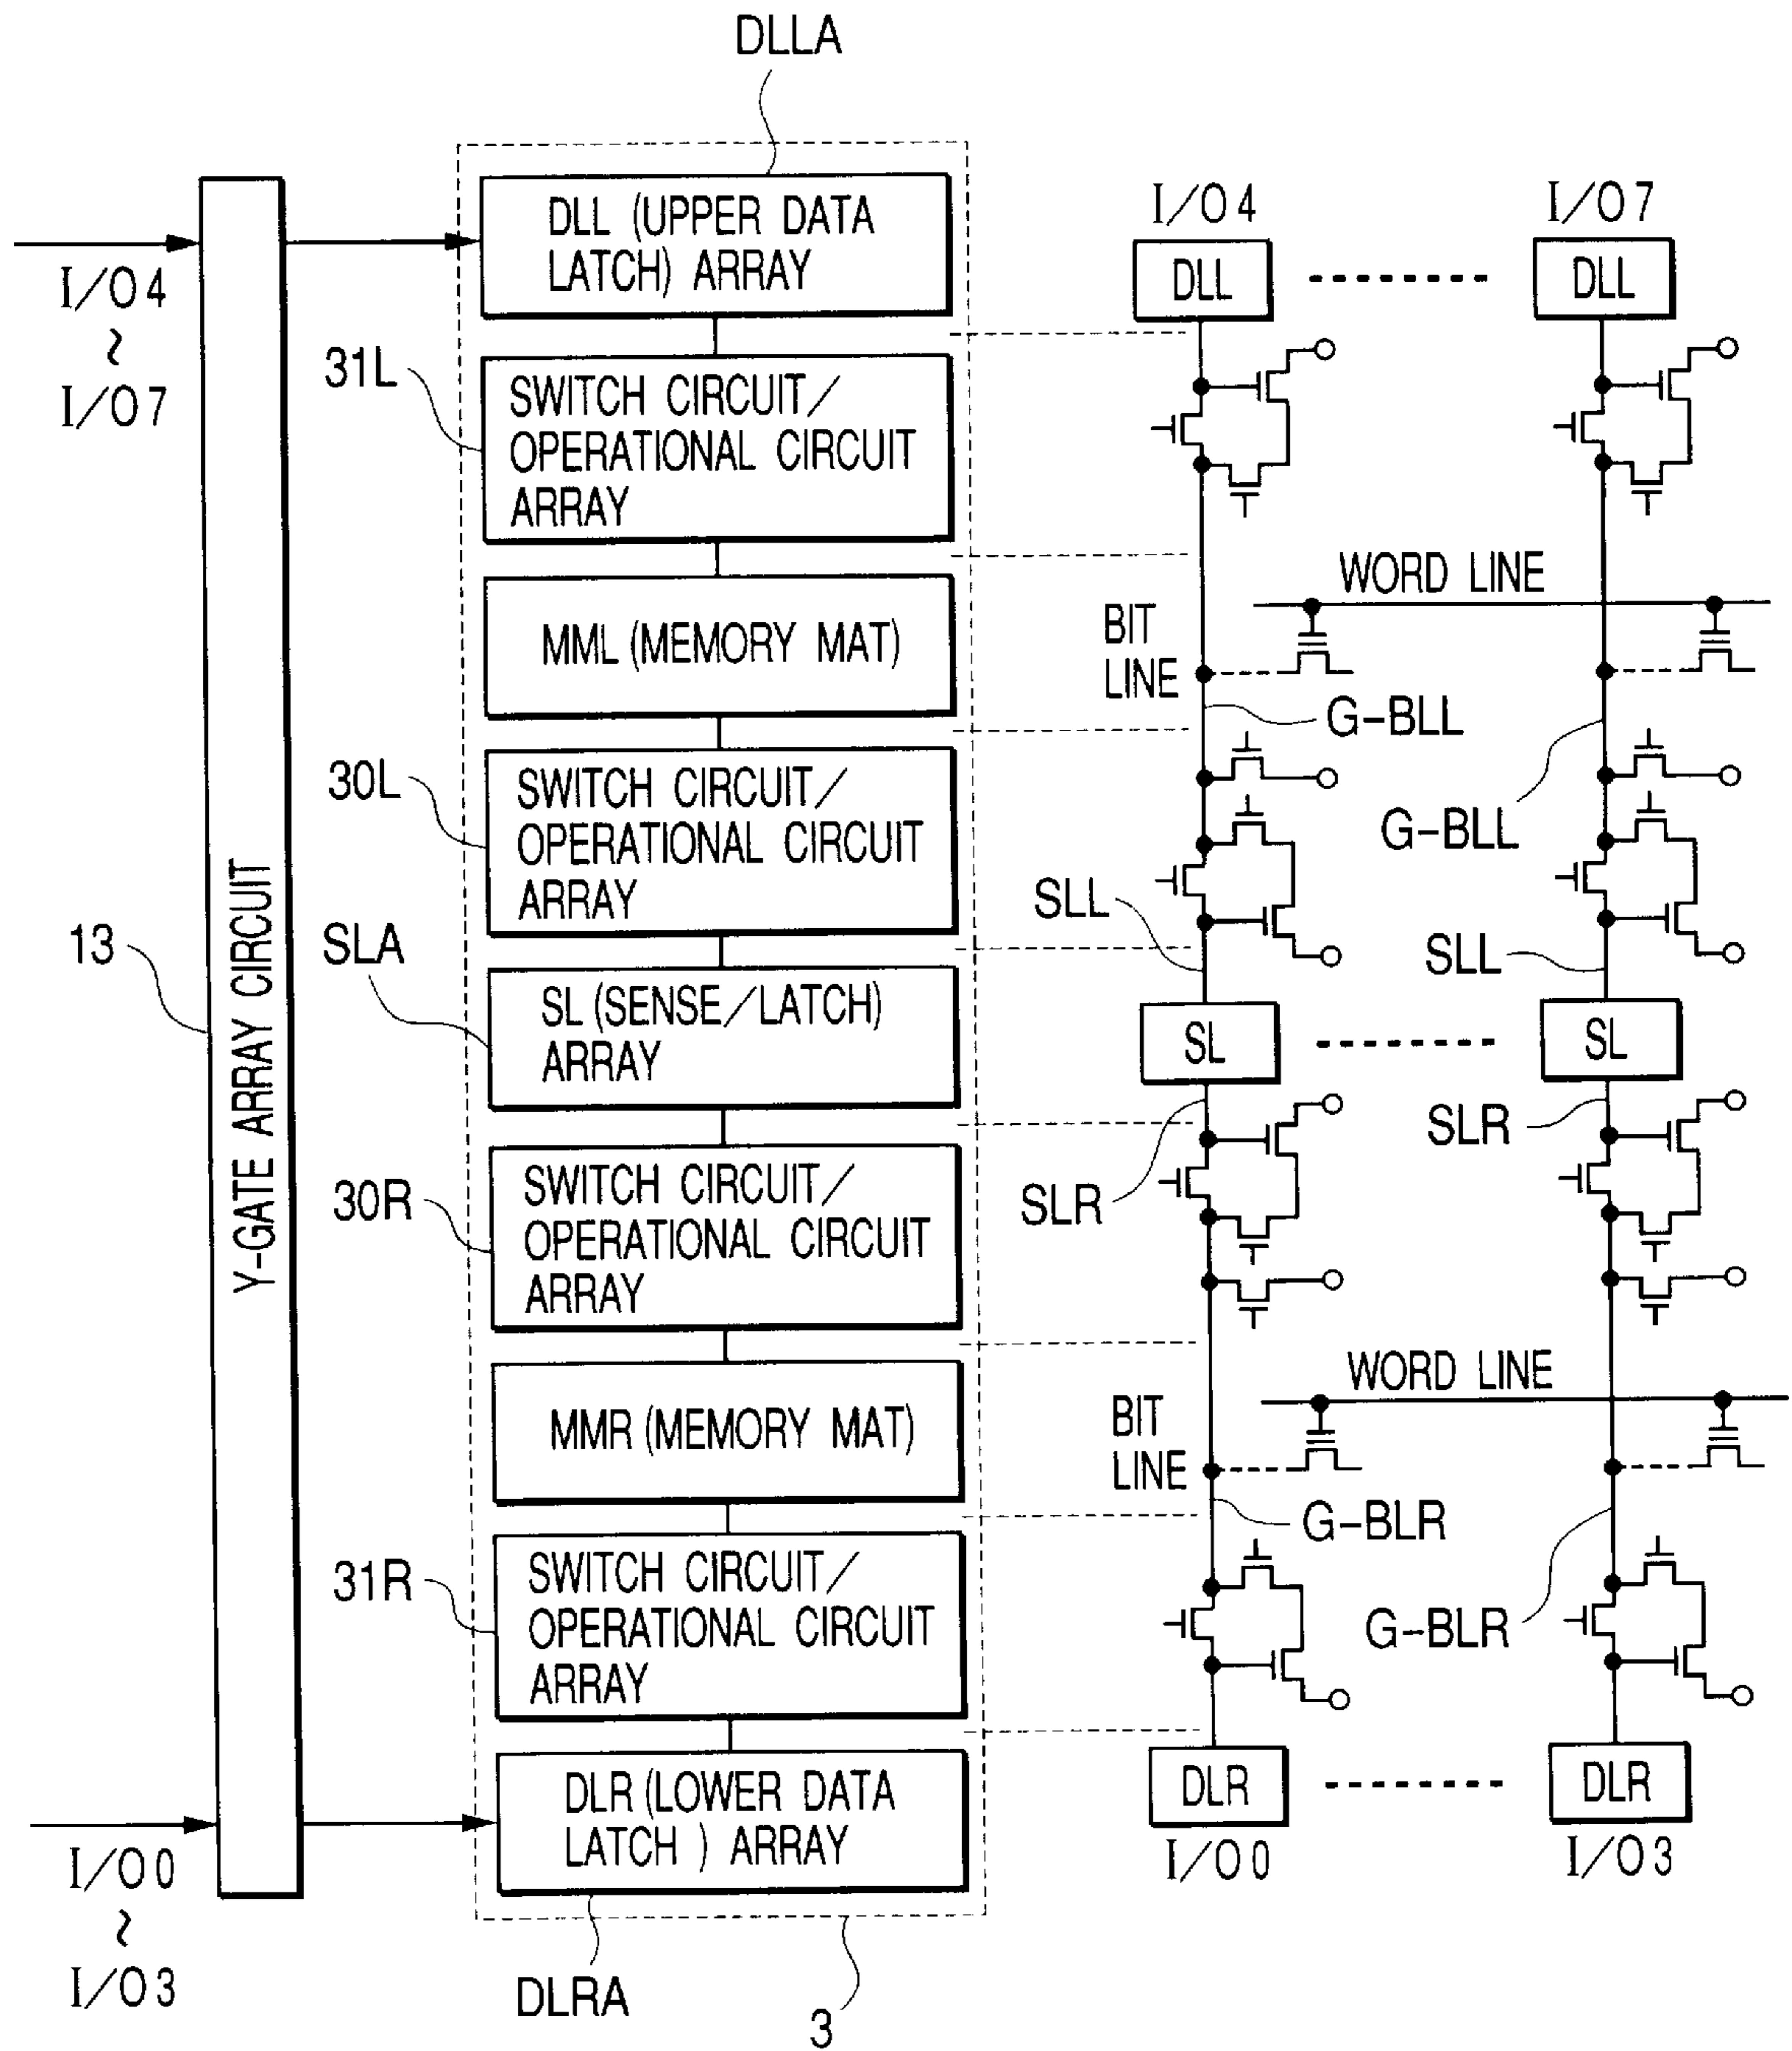 DLLA
I/O4
~
I/O7
DLL (UPPER DATA
LATCH) ARRAY
31L
SWITCH CIRCUIT/
OPERATIONAL CIRCUIT
ARRAY
MML (MEMORY MAT)
30L
SWITCH CIRCUIT/
OPERATIONAL CIRCUIT
ARRAY
13
Y-GATE ARRAY CIRCUIT
SLA
SL (SENSE/LATCH)
ARRAY
30R
SWITCH CIRCUIT/
OPERATIONAL CIRCUIT
ARRAY
MMR (MEMORY MAT)
31R
SWITCH CIRCUIT/
OPERATIONAL CIRCUIT
ARRAY
DLR (LOWER DATA
LATCH ) ARRAY
I/O0
~
I/O3
DLRA
3
I/O4
I/O7
DLL
DLL
WORD LINE
BIT
LINE
G-BLL
G-BLL
SLL
SLL
SL
SL
SLR
SLR
WORD LINE
BIT
LINE
G-BLR
G-BLR
DLR
DLR
I/O0
I/O3